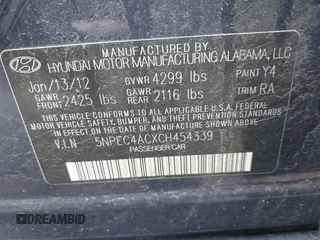 MANUFACTURED BY
HYUNDAI MOTOR MANUFACTURING ALABAMA, LLC
Jan/13/12 GVWR 4299 lbs PAINT Y4
GAWR FRONT 2425 lbs GAWR REAR 2116 lbs TRIM RA
THIS VEHICLE CONFORMS TO ALL APPLICABLE
FEDERAL MOTOR VEHICLE SAFETY, BUMPER, AND
THEFT PREVENTION STANDARDS IN EFFECT ON THE
DATE OF MANUFACTURE SHOWN ABOVE.
V.I.N 5NPEC4ACXCH454339
PASSENGER CAR
DREAMBID